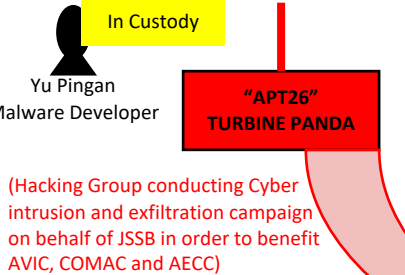 In Custody
Yu Pingan
Malware Developer
“APT26”
TURBINE PANDA
(Hacking Group conducting Cyber
intrusion and exfiltration campaign
on behalf of JSSB in order to benefit
AVIC, COMAC and AECC)